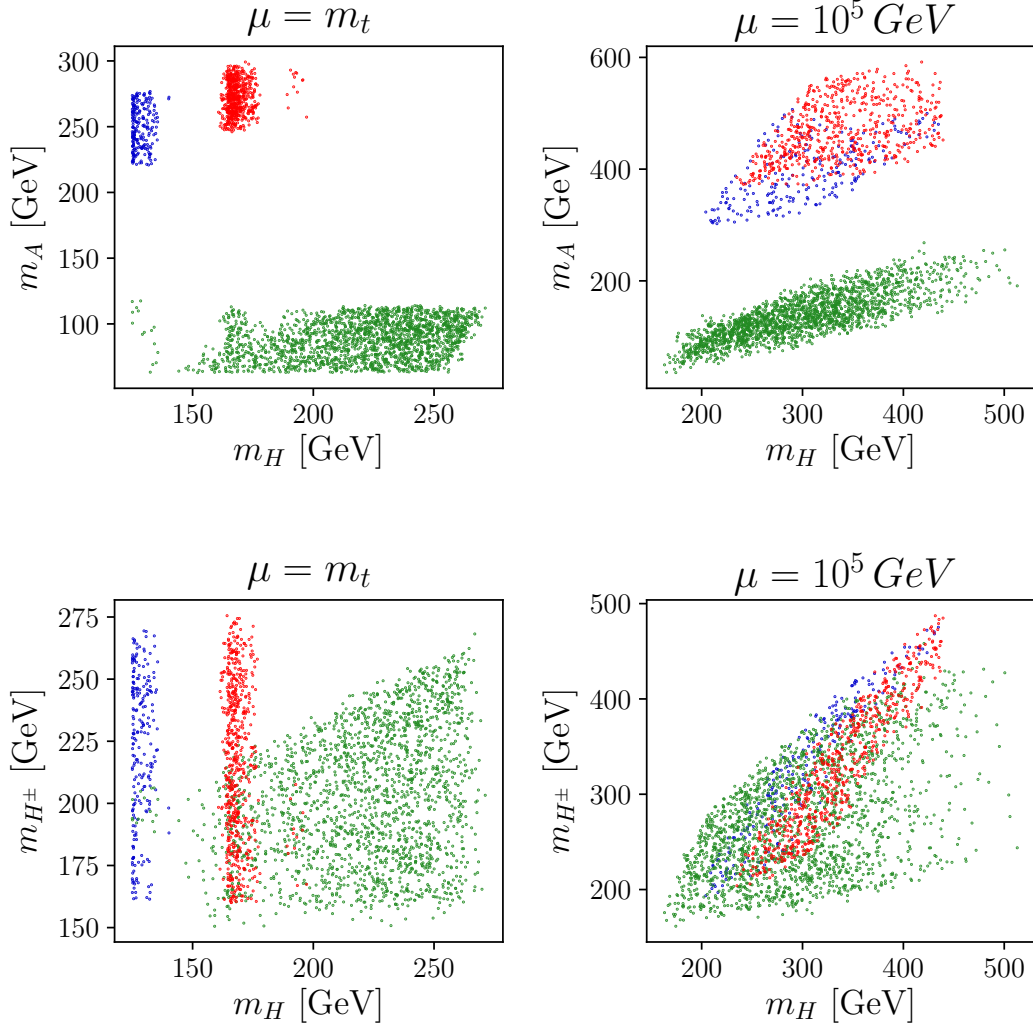 μ = m_t
300
250
200
150
100
m_A [GeV]
150 200 250
m_H [GeV]
μ = 10^5 GeV
600
400
200
m_A [GeV]
200 300 400 500
m_H [GeV]
μ = m_t
275
250
225
200
175
150
m_{H^±} [GeV]
150 200 250
m_H [GeV]
μ = 10^5 GeV
500
400
300
200
m_{H^±} [GeV]
200 300 400 500
m_H [GeV]